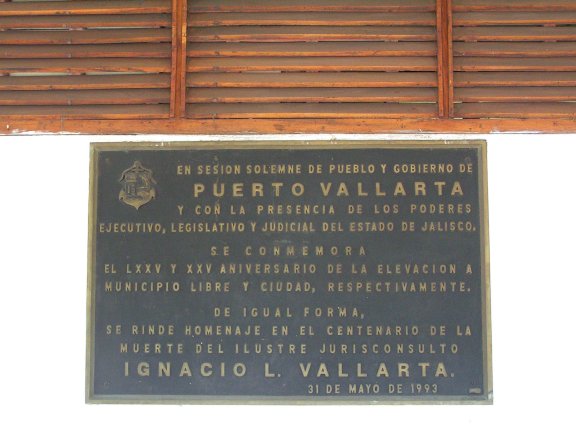 EN SESION SOLEMNE DE PUEBLO Y GOBIERNO DE
PUERTO VALLARTA
Y CON LA PRESENCIA DE LOS PODERES
EJECUTIVO, LEGISLATIVO Y JUDICIAL DEL ESTADO DE JALISCO.
SE CONMEMORA
EL LXXV Y XXV ANIVERSARIO DE LA ELEVACION A
MUNICIPIO LIBRE Y CIUDAD, RESPECTIVAMENTE.
DE IGUAL FORMA,
SE RINDE HOMENAJE EN EL CENTENARIO DE LA
MUERTE DEL ILUSTRE JURISCONSULTO
IGNACIO L. VALLARTA.
31 DE MAYO DE 1993